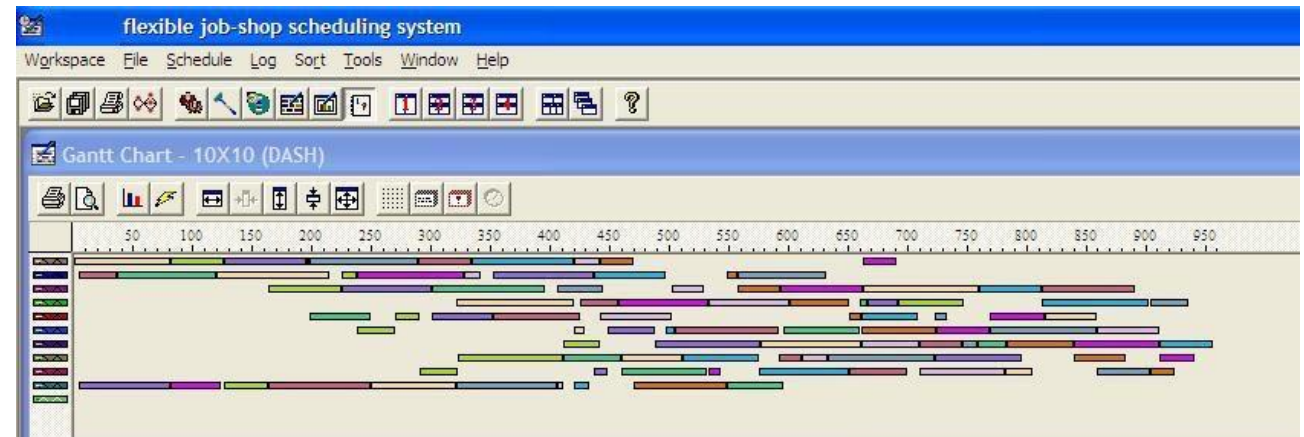 flexible job-shop scheduling system
Workspace File Schedule Log Sort Tools Window Help
Gantt Chart - 10X10 (DASH)
50 100 150 200 250 300 350 400 450 500 550 600 650 700 750 800 850 900 950